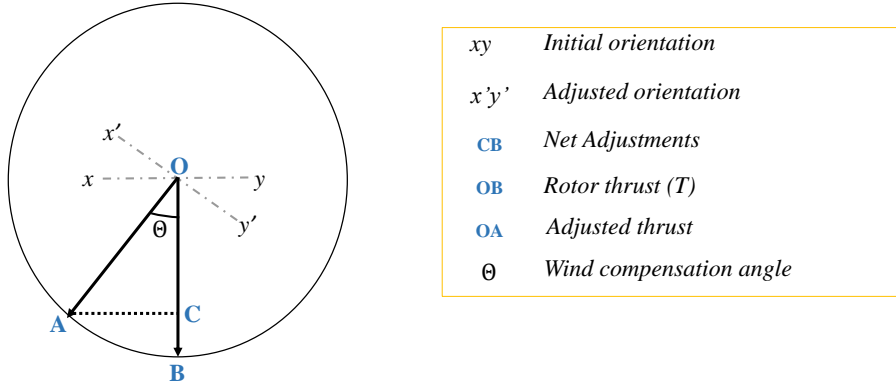 x'
O
x
y
Θ
y'
A
C
B
xy Initial orientation
x'y' Adjusted orientation
CB Net Adjustments
OB Rotor thrust (T)
OA Adjusted thrust
Θ Wind compensation angle